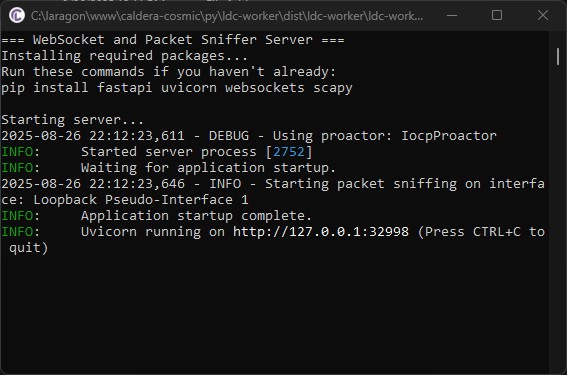 C:\laragon\www\caldera-cosmic\py\ldc-worker\dist\ldc-worker\ldc-work...
=== WebSocket and Packet Sniffer Server ===
Installing required packages...
Run these commands if you haven't already:
pip install fastapi uvicorn websockets scapy
Starting server...
2025-08-26 22:12:23,611 - DEBUG - Using proactor: IocpProactor
INFO:     Started server process [2752]
INFO:     Waiting for application startup.
2025-08-26 22:12:23,646 - INFO - Starting packet sniffing on interfa
ce: Loopback Pseudo-Interface 1
INFO:     Application startup complete.
INFO:     Uvicorn running on http://127.0.0.1:32998 (Press CTRL+C to
 quit)